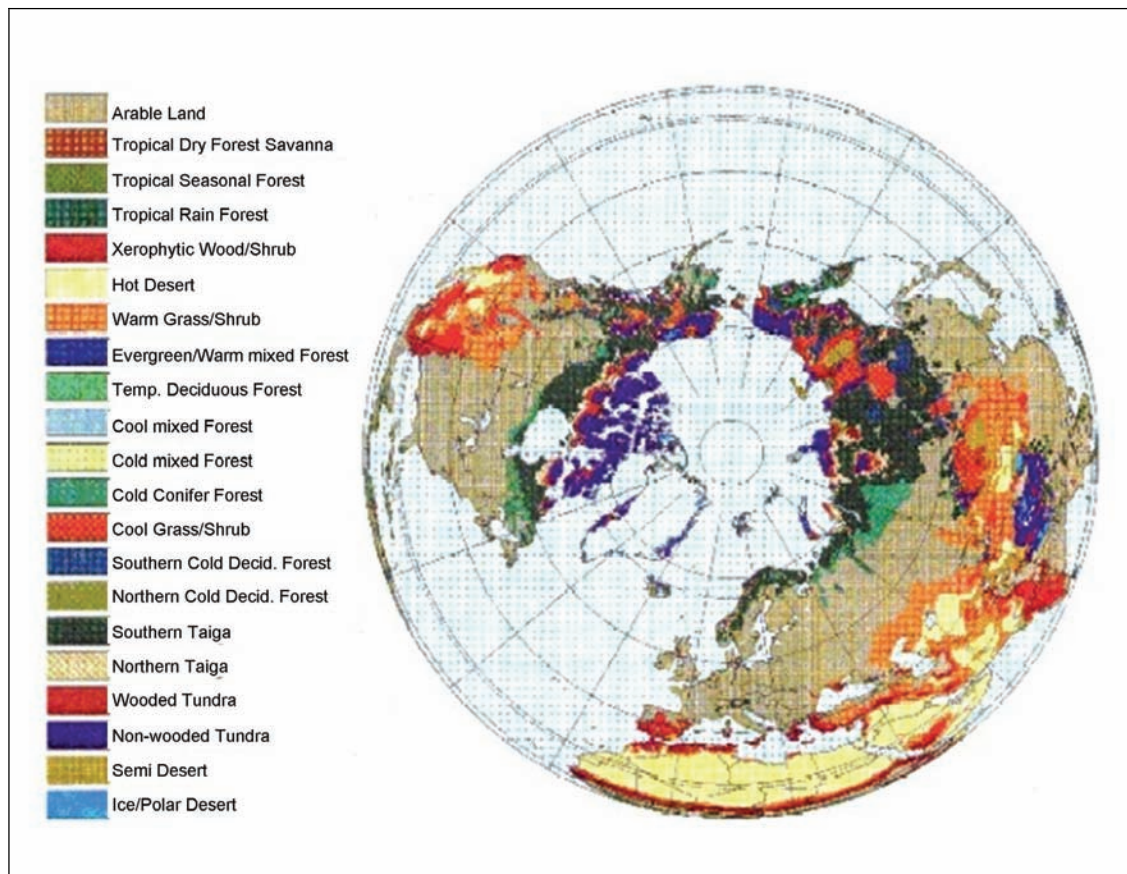 Arable Land
Tropical Dry Forest Savanna
Tropical Seasonal Forest
Tropical Rain Forest
Xerophytic Wood/Shrub
Hot Desert
Warm Grass/Shrub
Evergreen/Warm mixed Forest
Temp. Deciduous Forest
Cool mixed Forest
Cold mixed Forest
Cold Conifer Forest
Cool Grass/Shrub
Southern Cold Decid. Forest
Northern Cold Decid. Forest
Southern Taiga
Northern Taiga
Wooded Tundra
Non-wooded Tundra
Semi Desert
Ice/Polar Desert